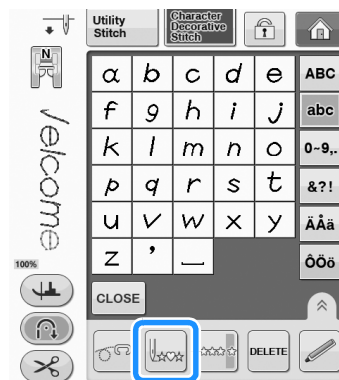 Utility
Stitch
Character
Decorative
Stitch
N
a b c d e ABC
f g h i j abc
k l m n o 0~9,.
p q r s t &?!
u v w x y ÄÅä
z ' _ ÔÖö
welcome
100%
CLOSE
DELETE